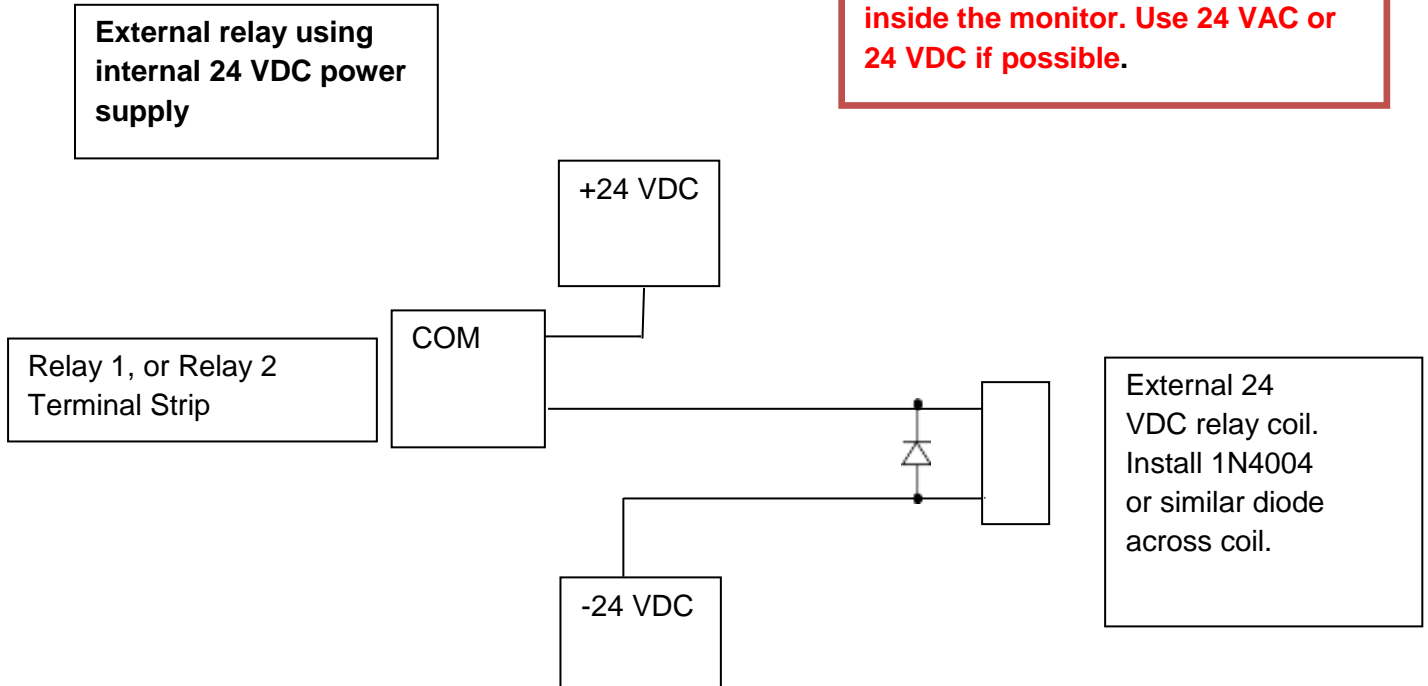 External relay using
internal 24 VDC power
supply
inside the monitor. Use 24 VAC or
24 VDC if possible.
+24 VDC
COM
Relay 1, or Relay 2
Terminal Strip
External 24
VDC relay coil.
Install 1N4004
or similar diode
across coil.
-24 VDC